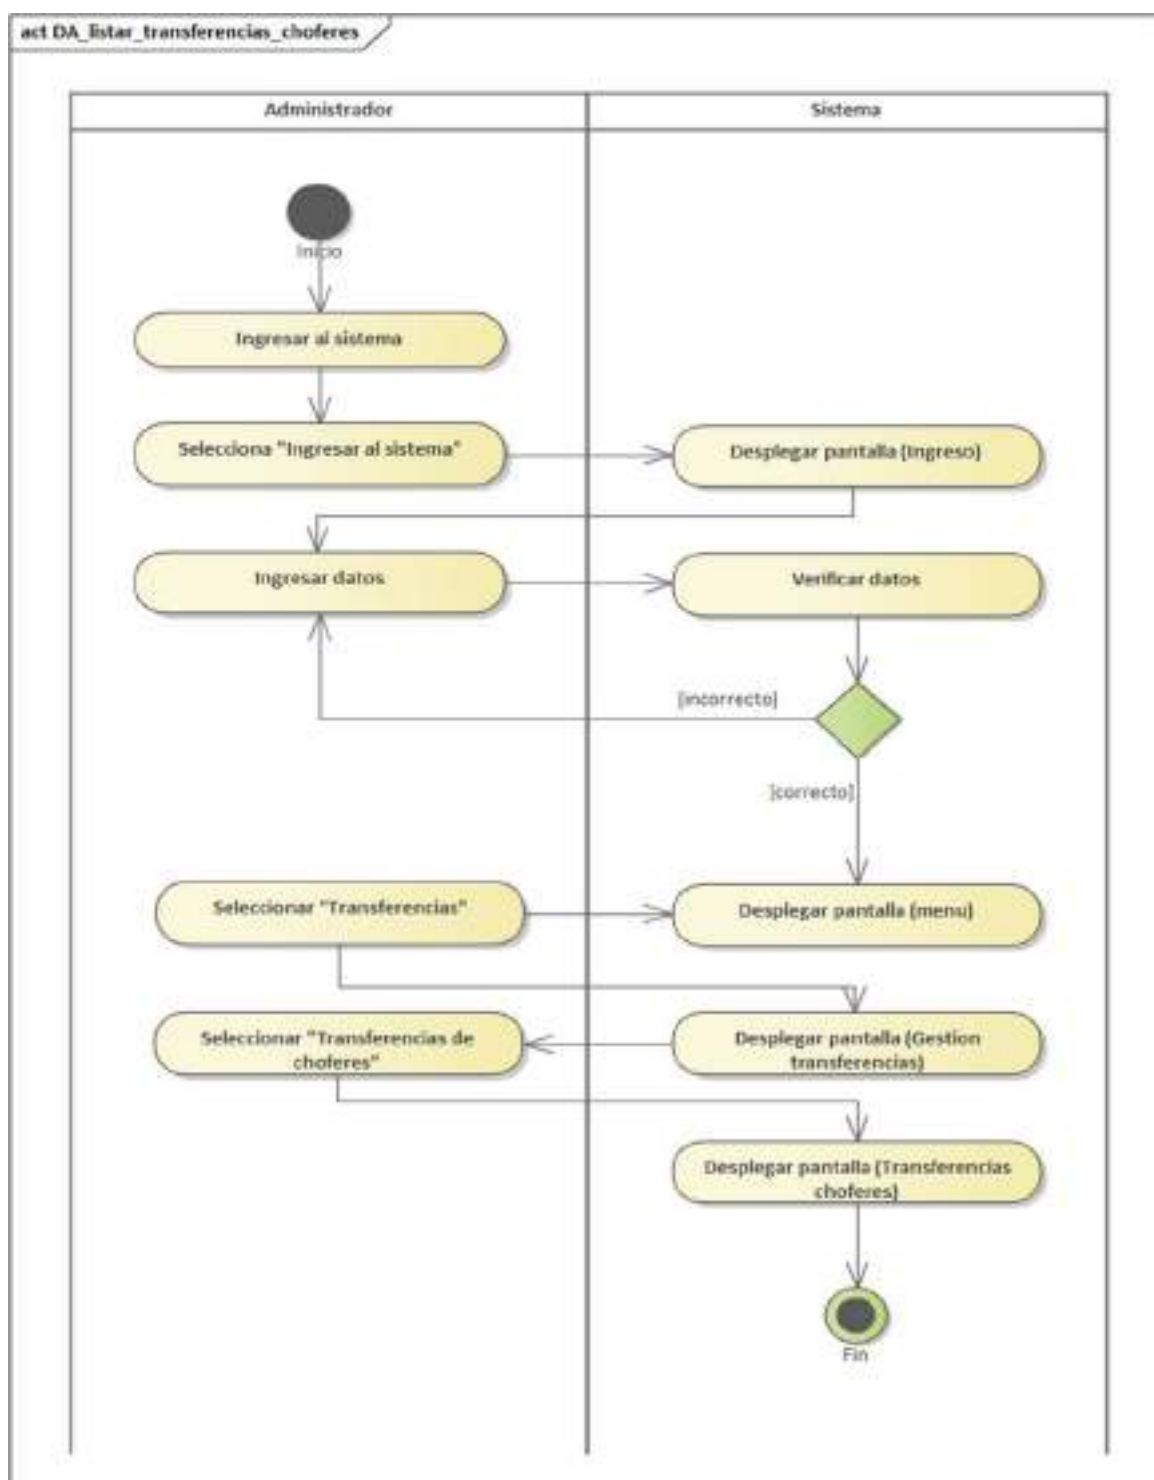 act DA_listar_transferencias_choferes
Administrador
Sistema
Inicio
Ingresar al sistema
Selecciona "Ingresar al sistema"
Desplegar pantalla (Ingreso)
Ingresar datos
Verificar datos
[incorrecto]
[correcto]
Seleccionar "Transferencias"
Desplegar pantalla (menu)
Seleccionar "Transferencias de
choferes"
Desplegar pantalla (Gestion
transferencias)
Desplegar pantalla (Transferencias
choferes)
Fin